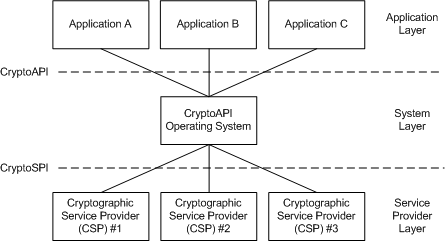 Application A
Application B
Application C
Application
Layer
CryptoAPI
CryptoAPI
Operating System
System
Layer
CryptoSPI
Cryptographic
Service Provider
(CSP) #1
Cryptographic
Service Provider
(CSP) #2
Cryptographic
Service Provider
(CSP) #3
Service
Provider
Layer